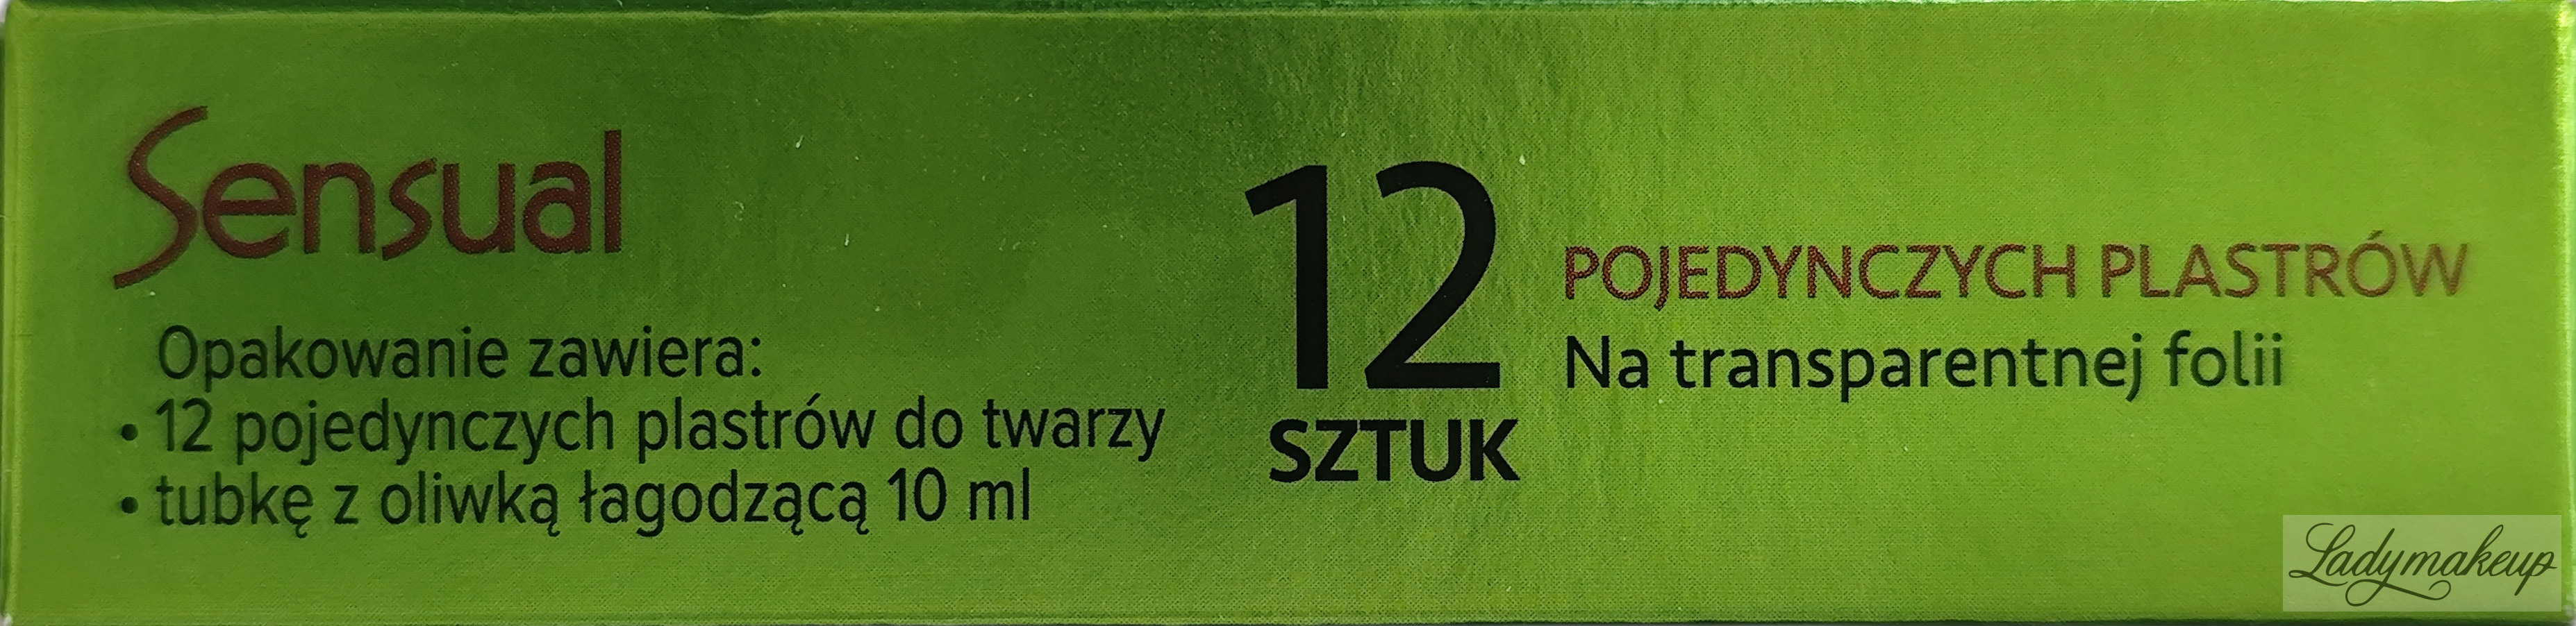 Sensual
Opakowanie zawiera:
• 12 pojedynczych plastrów do twarzy
• tubkę z oliwką łagodzącą 10 ml
12
SZTUK
POJEDYNCZYCH PLASTRÓW
Na transparentnej folii
Ladymakeup